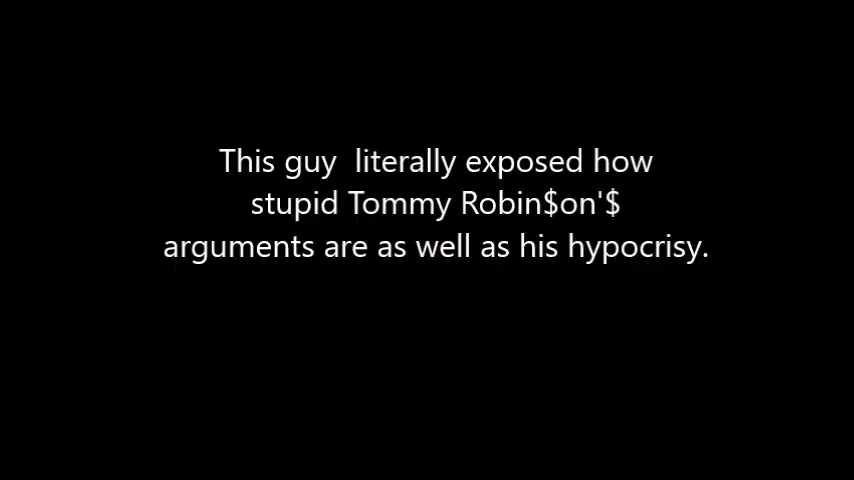 This guy  literally exposed how
stupid Tommy Robin$on'$
arguments are as well as his hypocrisy.